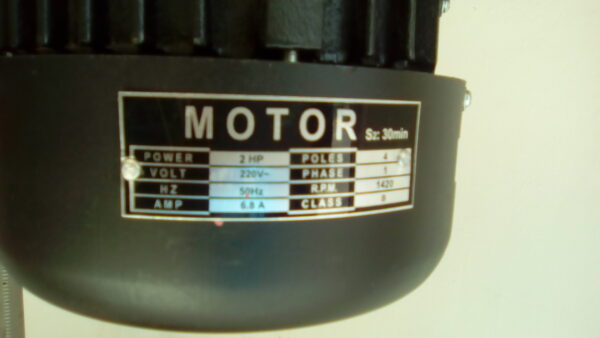 MOTOR S2: 30min
POWER 2 HP POLES 4
VOLT 220V~ PHASE 1
HZ 50Hz R.P.M. 1420
AMP 6.8 A CLASS B